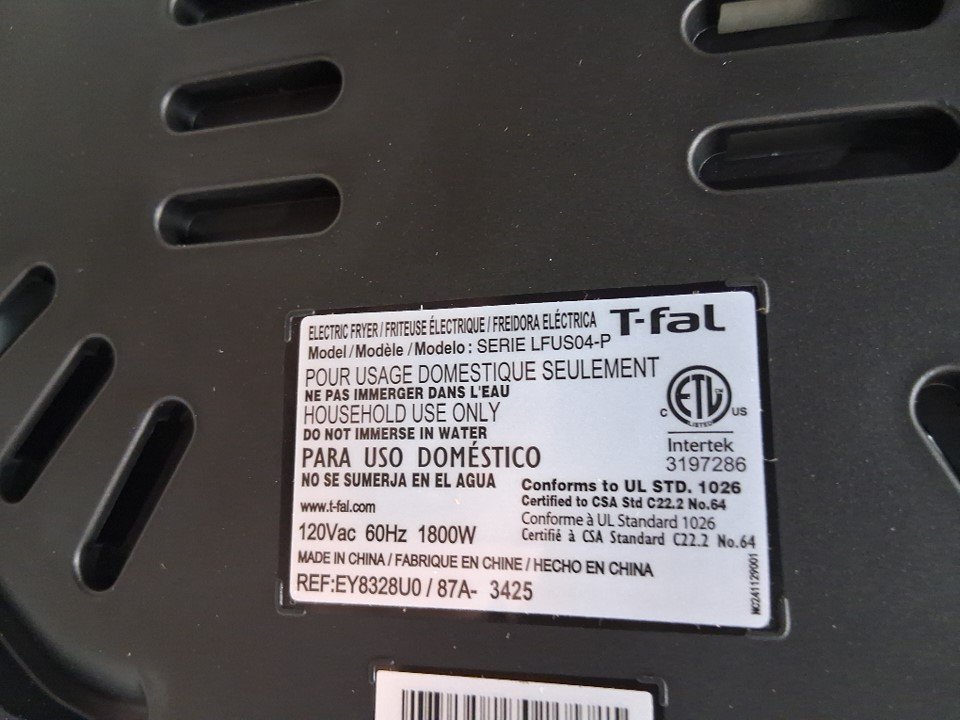 ELECTRIC FRYER / FRITEUSE ÉLECTRIQUE / FREIDORA ELÉCTRICA
T-faL
Model / Modèle / Modelo : SERIE LFUS04-P
POUR USAGE DOMESTIQUE SEULEMENT
NE PAS IMMERGER DANS L'EAU
HOUSEHOLD USE ONLY
DO NOT IMMERSE IN WATER
PARA USO DOMÉSTICO
NO SE SUMERJA EN EL AGUA
www.t-fal.com
120Vac 60Hz 1800W
C ETL US
LISTED
Intertek
3197286
Conforms to UL STD. 1026
Certified to CSA Std C22.2 No.64
Conforme à UL Standard 1026
Certifié à CSA Standard C22.2 No.64
MADE IN CHINA / FABRIQUE EN CHINE / HECHO EN CHINA
REF:EY8328U0 / 87A- 3425